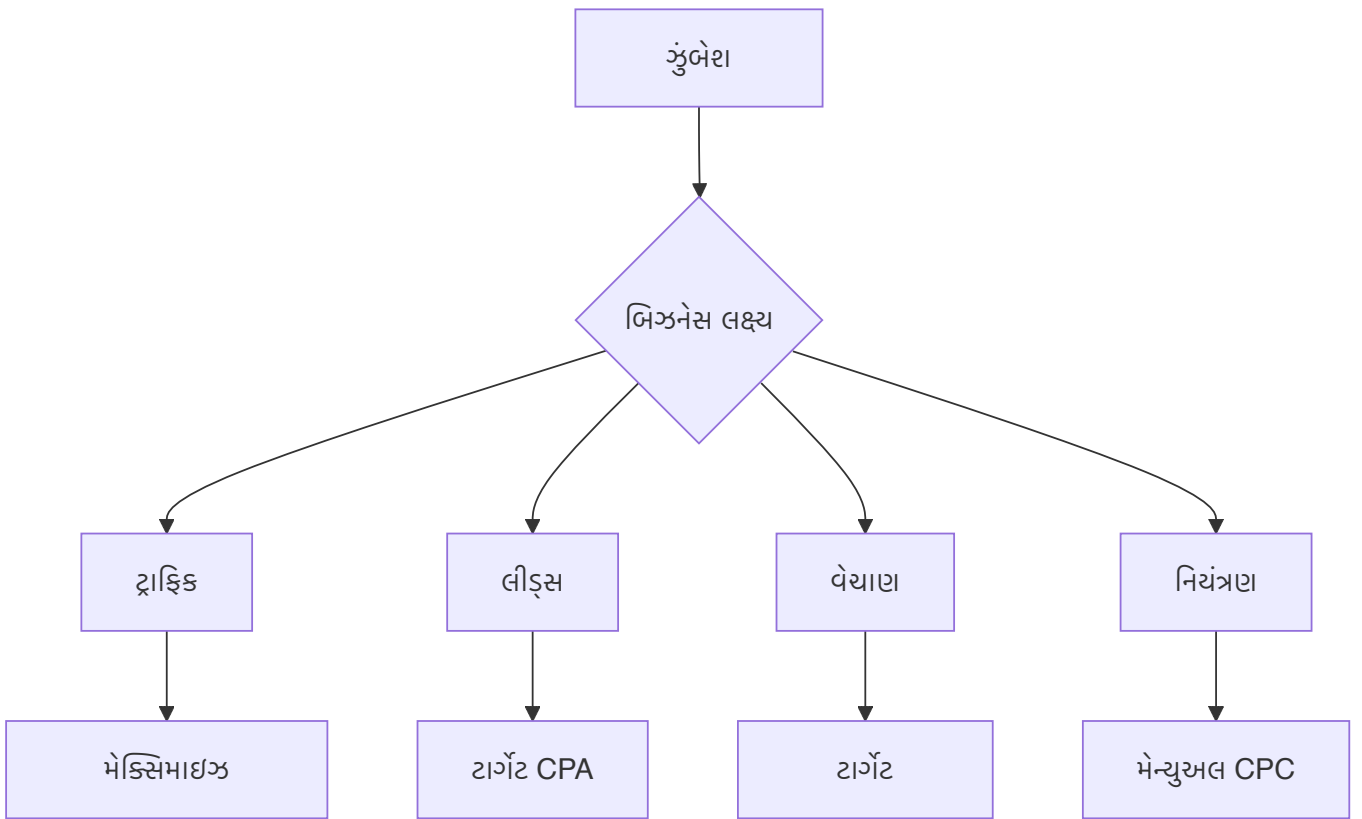 ઝુંબેશ
બિઝનેસ લક્ષ્ય
ટ્રાફિક
લીડ્સ
વેચાણ
નિયંત્રણ
મેક્સિમાઇઝ
ટાર્ગેટ CPA
ટાર્ગેટ
મેન્યુઅલ CPC